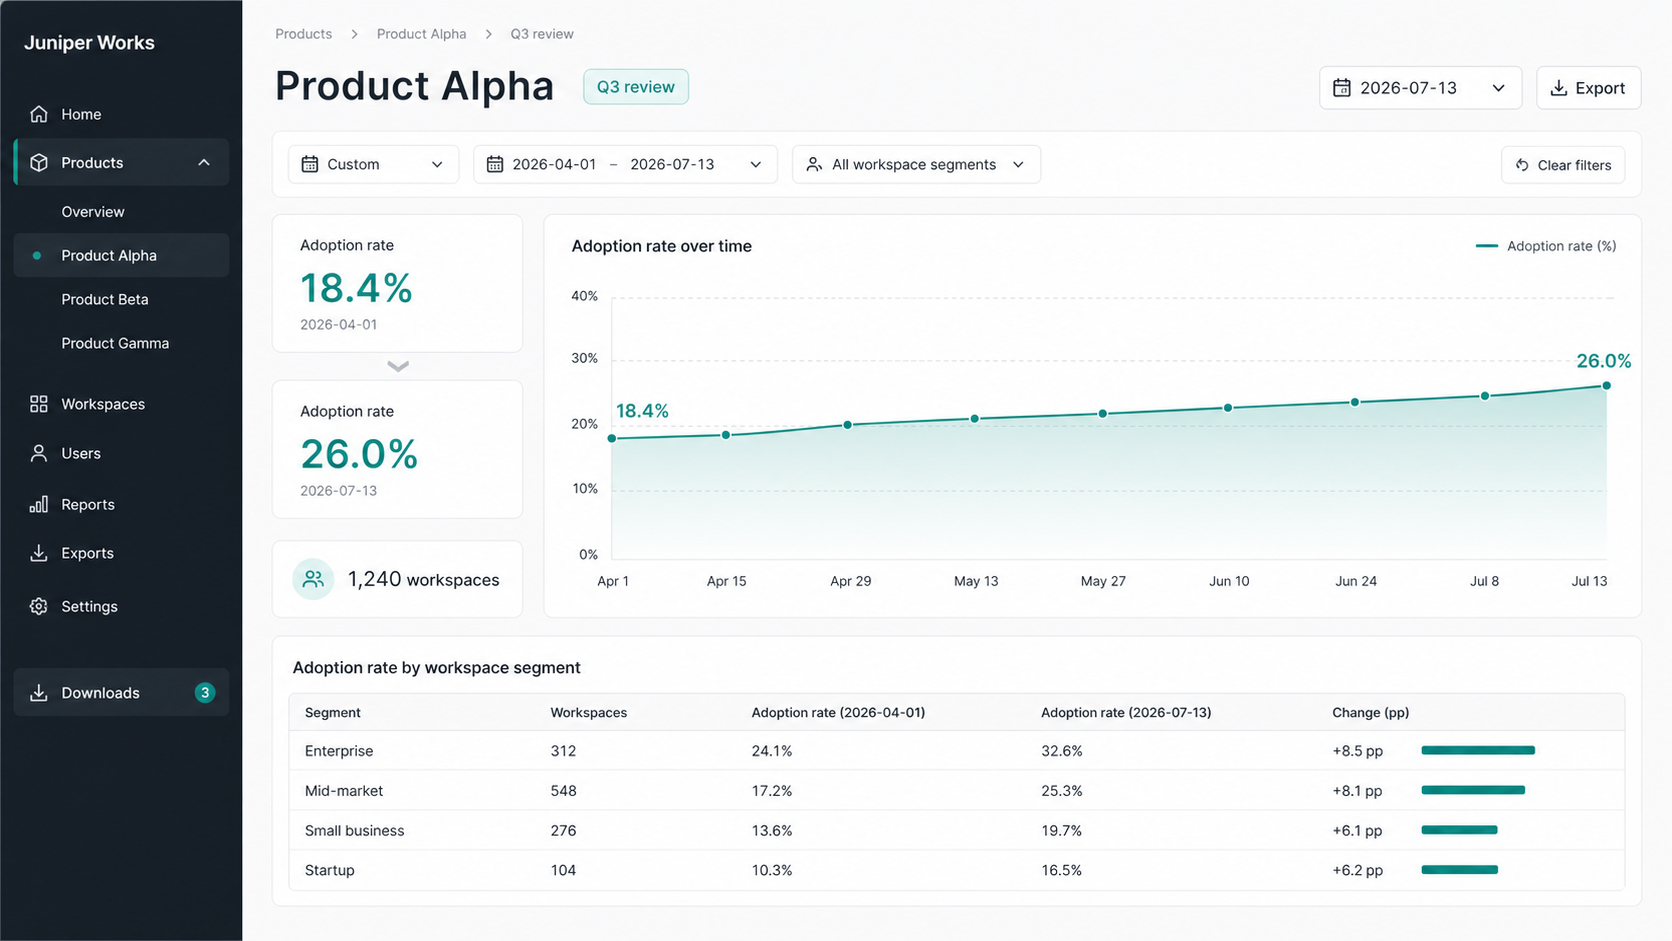 Juniper Works
Home
Products
Overview
Product Alpha
Product Beta
Product Gamma
Workspaces
Users
Reports
Exports
Settings
Downloads 3
Products > Product Alpha > Q3 review
Product Alpha Q3 review
2026-07-13 Export
Custom 2026-04-01 – 2026-07-13 All workspace segments Clear filters
Adoption rate
18.4%
2026-04-01
Adoption rate
26.0%
2026-07-13
1,240 workspaces
Adoption rate over time Adoption rate (%)
40%
30%
20%
10%
0%
18.4%
26.0%
Apr 1 Apr 15 Apr 29 May 13 May 27 Jun 10 Jun 24 Jul 8 Jul 13
Adoption rate by workspace segment
Segment Workspaces Adoption rate (2026-04-01) Adoption rate (2026-07-13) Change (pp)
Enterprise 312 24.1% 32.6% +8.5 pp
Mid-market 548 17.2% 25.3% +8.1 pp
Small business 276 13.6% 19.7% +6.1 pp
Startup 104 10.3% 16.5% +6.2 pp